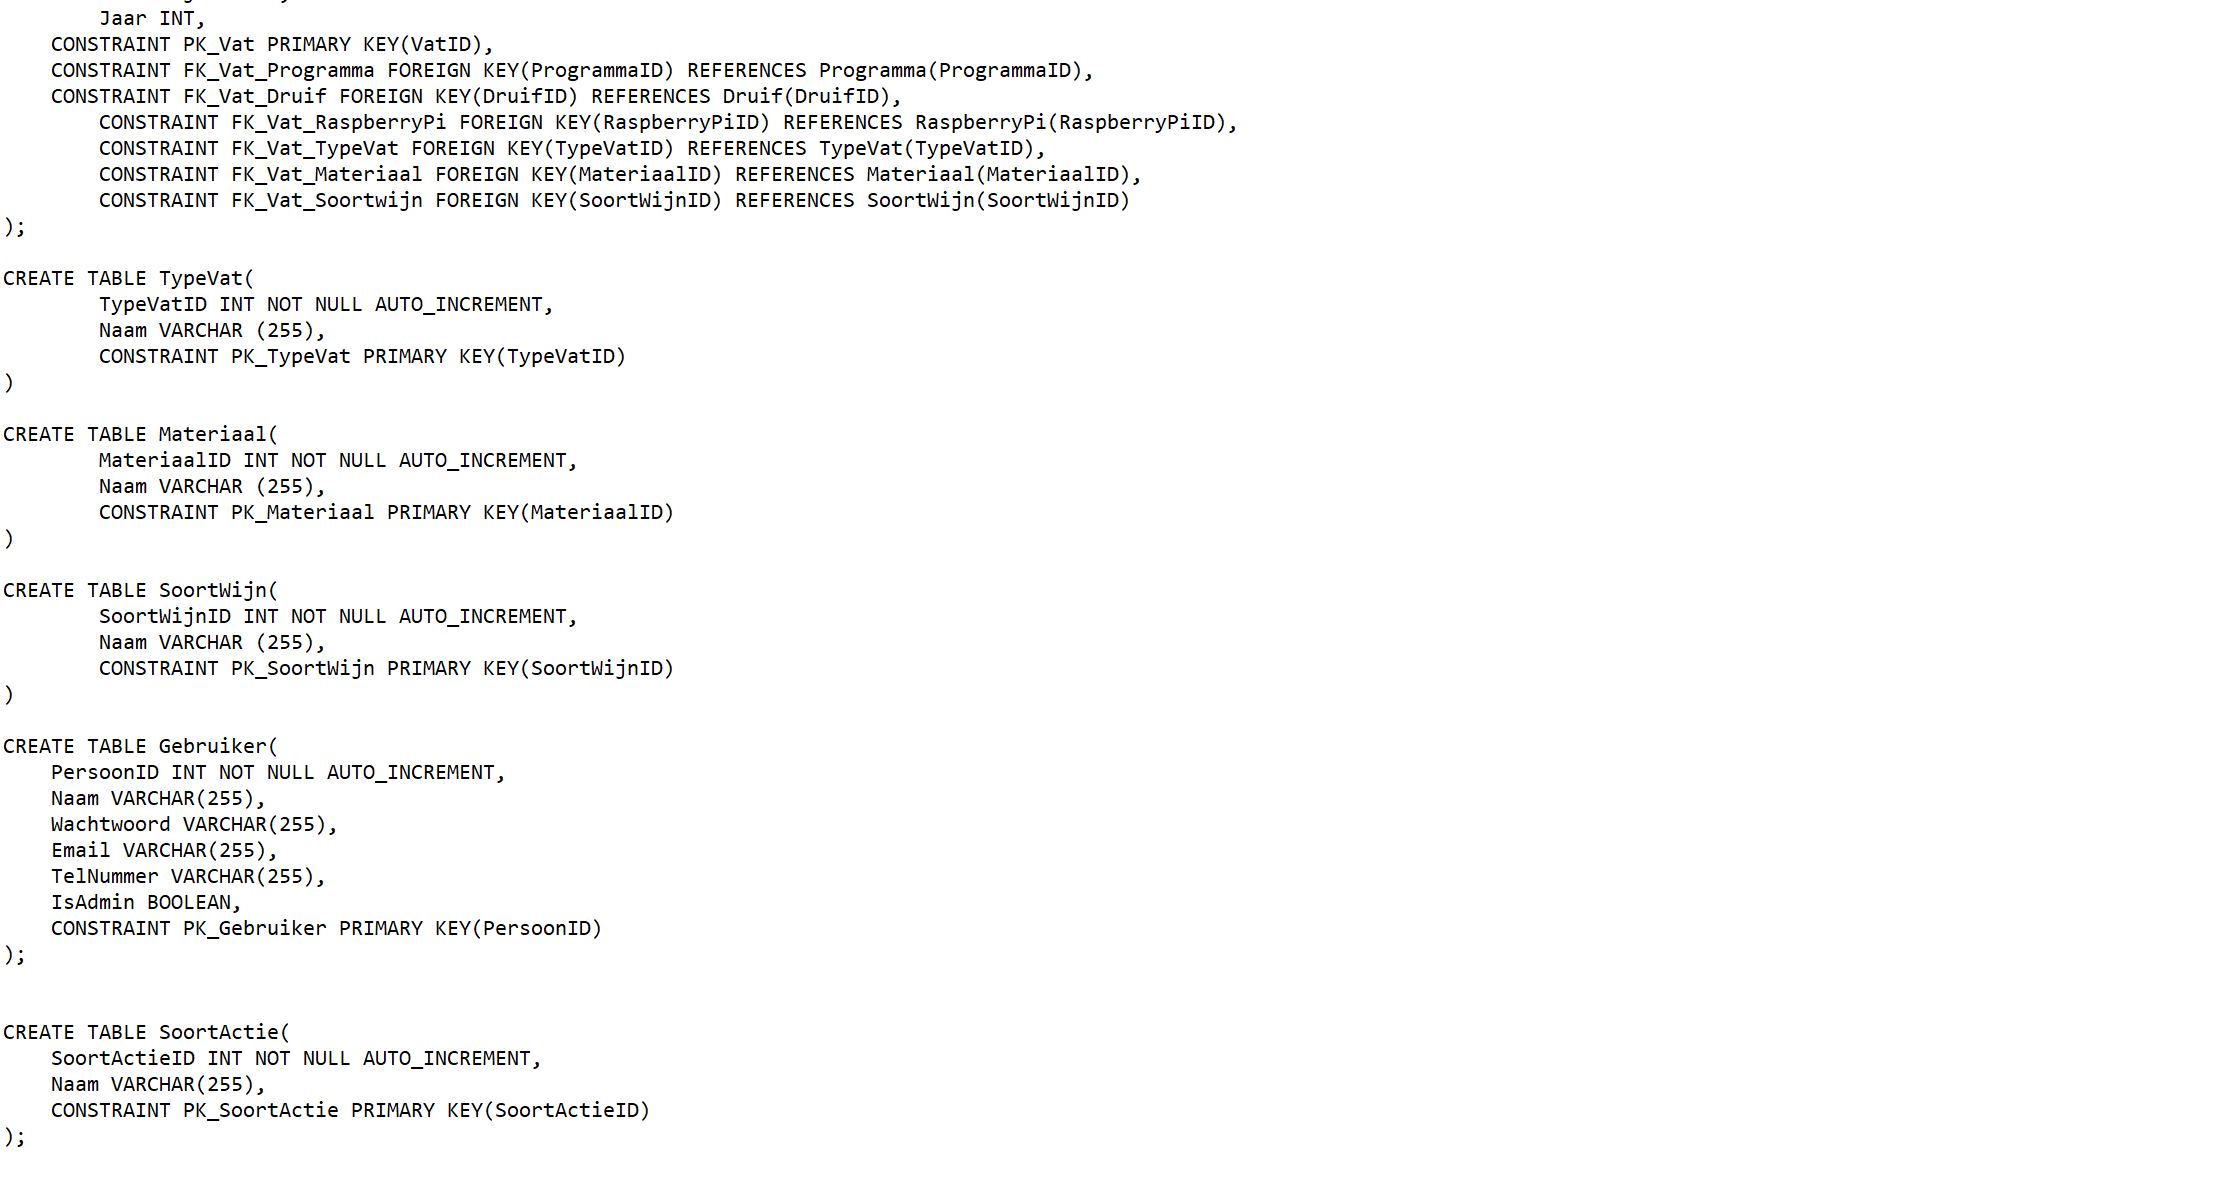 Jaar INT,
CONSTRAINT PK_Vat PRIMARY KEY(VatID),
CONSTRAINT FK_Vat_Programma FOREIGN KEY(ProgrammaID) REFERENCES Programma(ProgrammaID),
CONSTRAINT FK_Vat_Druif FOREIGN KEY(DruifID) REFERENCES Druif(DruifID),
CONSTRAINT FK_Vat_RaspberryPi FOREIGN KEY(RaspberryPiID) REFERENCES RaspberryPi(RaspberryPiID),
CONSTRAINT FK_Vat_TypeVat FOREIGN KEY(TypeVatID) REFERENCES TypeVat(TypeVatID),
CONSTRAINT FK_Vat_Materiaal FOREIGN KEY(MateriaalID) REFERENCES Materiaal(MateriaalID),
CONSTRAINT FK_Vat_Soortwijn FOREIGN KEY(SoortWijnID) REFERENCES SoortWijn(SoortWijnID)
);
CREATE TABLE TypeVat(
TypeVatID INT NOT NULL AUTO_INCREMENT,
Naam VARCHAR (255),
CONSTRAINT PK_TypeVat PRIMARY KEY(TypeVatID)
)
CREATE TABLE Materiaal(
MateriaalID INT NOT NULL AUTO_INCREMENT,
Naam VARCHAR (255),
CONSTRAINT PK_Materiaal PRIMARY KEY(MateriaalID)
)
CREATE TABLE SoortWijn(
SoortWijnID INT NOT NULL AUTO_INCREMENT,
Naam VARCHAR (255),
CONSTRAINT PK_SoortWijn PRIMARY KEY(SoortWijnID)
)
CREATE TABLE Gebruiker(
PersoonID INT NOT NULL AUTO_INCREMENT,
Naam VARCHAR(255),
Wachtwoord VARCHAR(255),
Email VARCHAR(255),
TelNummer VARCHAR(255),
IsAdmin BOOLEAN,
CONSTRAINT PK_Gebruiker PRIMARY KEY(PersoonID)
);
CREATE TABLE SoortActie(
SoortActieID INT NOT NULL AUTO_INCREMENT,
Naam VARCHAR(255),
CONSTRAINT PK_SoortActie PRIMARY KEY(SoortActieID)
);